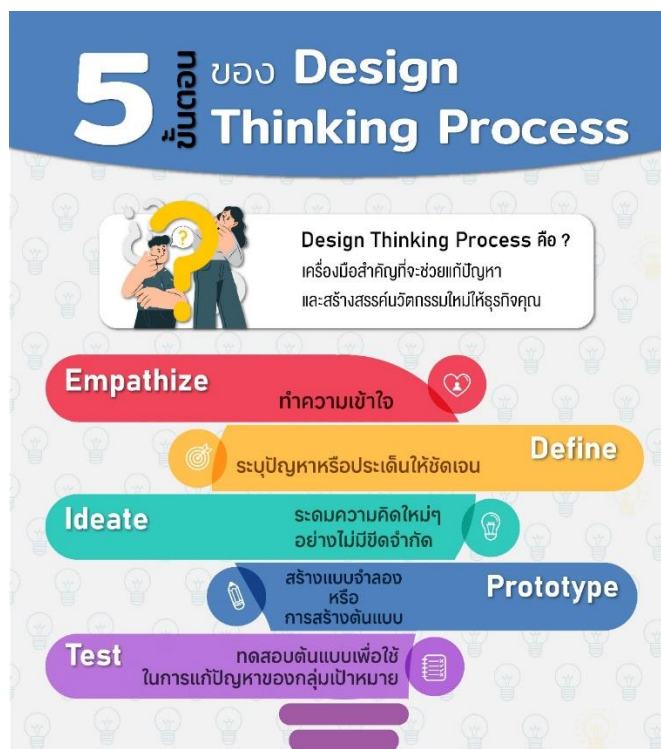 5 ขั้นตอน ของ Design
Thinking Process
Design Thinking Process คือ ?
เครื่องมือสำคัญที่จะช่วยแก้ปัญหา
และสร้างสรรค์นวัตกรรมใหม่ให้ธุรกิจคุณ
Empathize
ทำความเข้าใจ
Define
ระบุปัญหาหรือประเด็นให้ชัดเจน
Ideate
ระดมความคิดใหม่ๆ
อย่างไม่มีขีดจำกัด
Prototype
สร้างแบบจำลอง
หรือ
การสร้างต้นแบบ
Test
ทดสอบต้นแบบเพื่อใช้
ในการแก้ปัญหาของกลุ่มเป้าหมาย